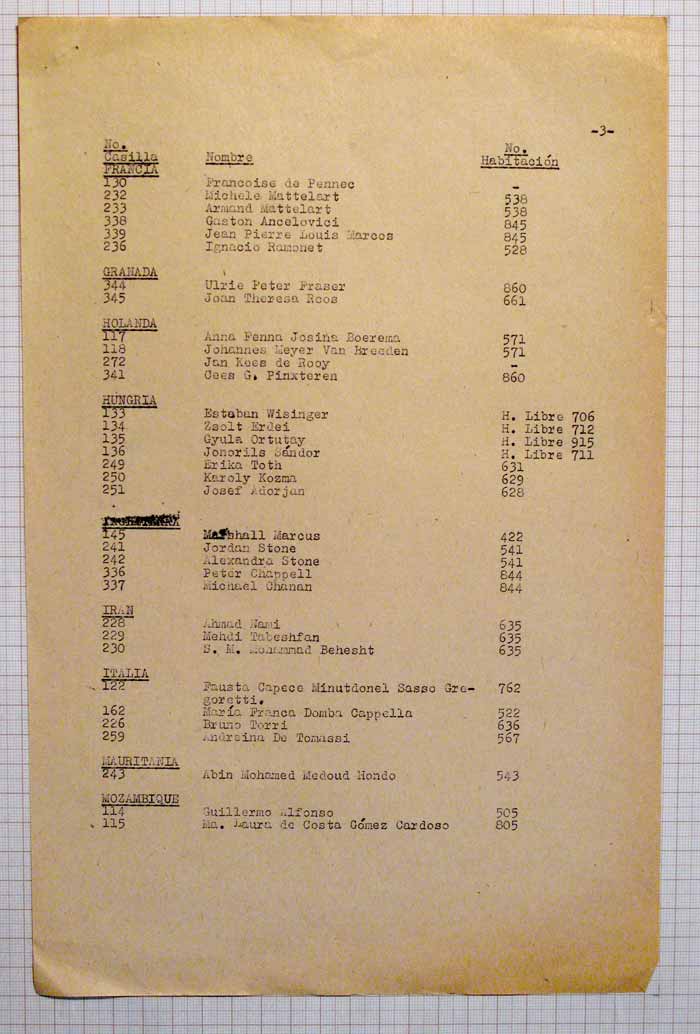 -3-
No. No.
Casilla Nombre Habitación
FRANCIA
130 Francoise de Pennec -
232 Michele Mattelart 538
233 Armand Mattelart 538
338 Gaston Ancelovici 845
339 Jean Pierre Louis Marcos 845
236 Ignacio Ramonet 528
GRANADA
344 Ulric Peter Fraser 860
345 Joan Theresa Roos 661
HOLANDA
117 Anna Fenna Josina Boerema 571
118 Johannes Meyer Van Breeden 571
272 Jan Kees de Rooy -
341 Cees G. Pinxteren 860
HUNGRIA
133 Esteban Wisinger H. Libre 706
134 Zsolt Erdei H. Libre 712
135 Gyula Ortutay H. Libre 915
136 Jonorils Sándor H. Libre 711
249 Erika Toth 631
250 Karoly Kozma 629
251 Josef Adorjan 628
145 Marshall Marcus 422
241 Jordan Stone 541
242 Alexandra Stone 541
336 Peter Chappell 844
337 Michael Chanan 844
IRAN
228 Ahmad Nami 635
229 Mehdi Tabeshfan 635
230 S. M. Mohammad Behesht 635
ITALIA
122 Fausta Capece Minutdonel Sasso Gre- 762
goretti.
162 María Franca Domba Cappella 522
226 Bruno Torri 636
259 Andreina De Tomassi 567
MAURITANIA
243 Abin Mohamed Medoud Hondo 543
MOZAMBIQUE
114 Guillermo Alfonso 505
115 Ma. Laura de Costa Gómez Cardoso 805